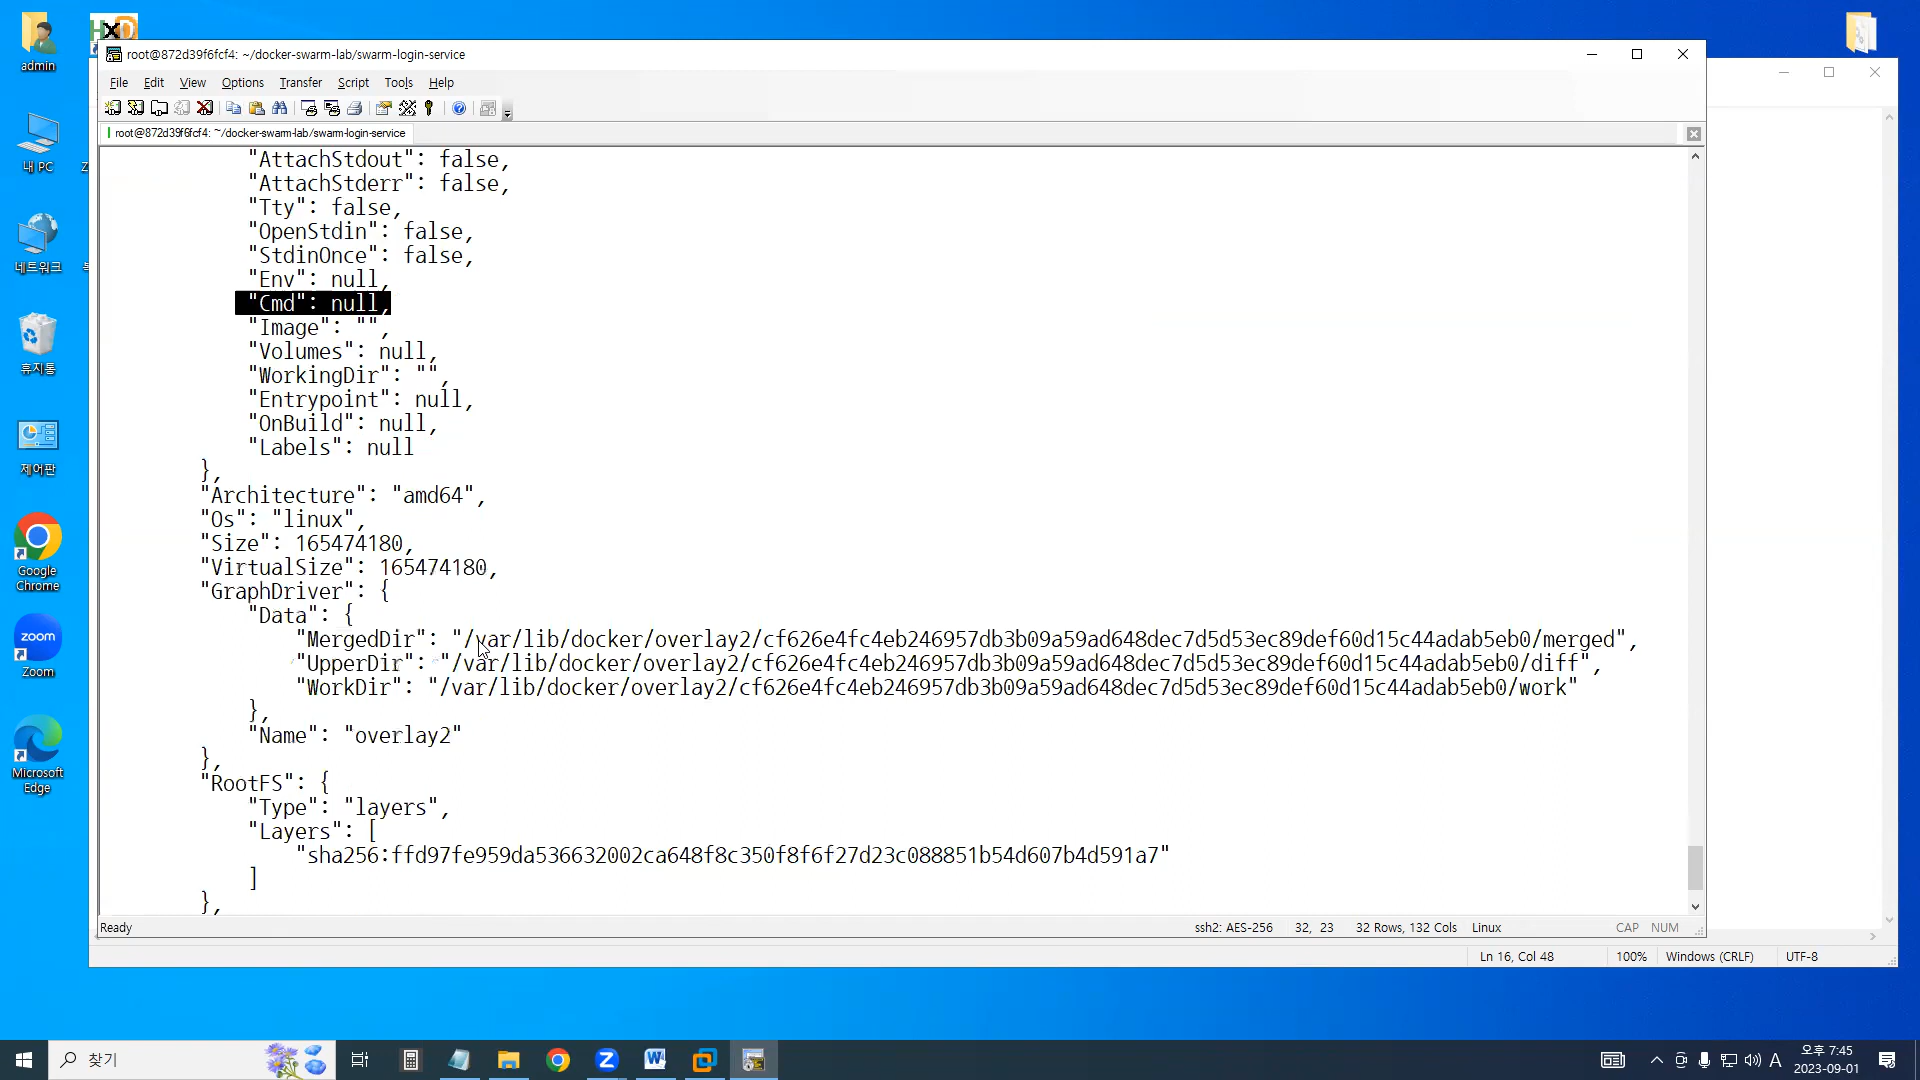 admin
HxD
내 PC
네트워크
휴지통
제어판
Google
Chrome
zoom
Zoom
Microsoft
Edge
root@872d39f6fcf4: ~/docker-swarm-lab/swarm-login-service
File Edit View Options Transfer Script Tools Help
root@872d39f6fcf4: ~/docker-swarm-lab/swarm-login-service
"AttachStdout": false,
"AttachStderr": false,
"Tty": false,
"OpenStdin": false,
"StdinOnce": false,
"Env": null,
"Cmd": null,
"Image": "",
"Volumes": null,
"WorkingDir": "",
"Entrypoint": null,
"OnBuild": null,
"Labels": null
},
"Architecture": "amd64",
"Os": "linux",
"Size": 165474180,
"VirtualSize": 165474180,
"GraphDriver": {
"Data": {
"MergedDir": "/var/lib/docker/overlay2/cf626e4fc4eb246957db3b09a59ad648dec7d5d53ec89def60d15c44adab5eb0/merged",
"UpperDir": "/var/lib/docker/overlay2/cf626e4fc4eb246957db3b09a59ad648dec7d5d53ec89def60d15c44adab5eb0/diff",
"WorkDir": "/var/lib/docker/overlay2/cf626e4fc4eb246957db3b09a59ad648dec7d5d53ec89def60d15c44adab5eb0/work"
},
"Name": "overlay2"
},
"RootFS": {
"Type": "layers",
"Layers": [
"sha256:ffd97fe959da536632002ca648f8c350f8f6f27d23c088851b54d607b4d591a7"
]
},
Ready ssh2: AES-256 32, 23 32 Rows, 132 Cols Linux CAP NUM
Ln 16, Col 48 100% Windows (CRLF) UTF-8
찾기
A
오후 7:45
2023-09-01